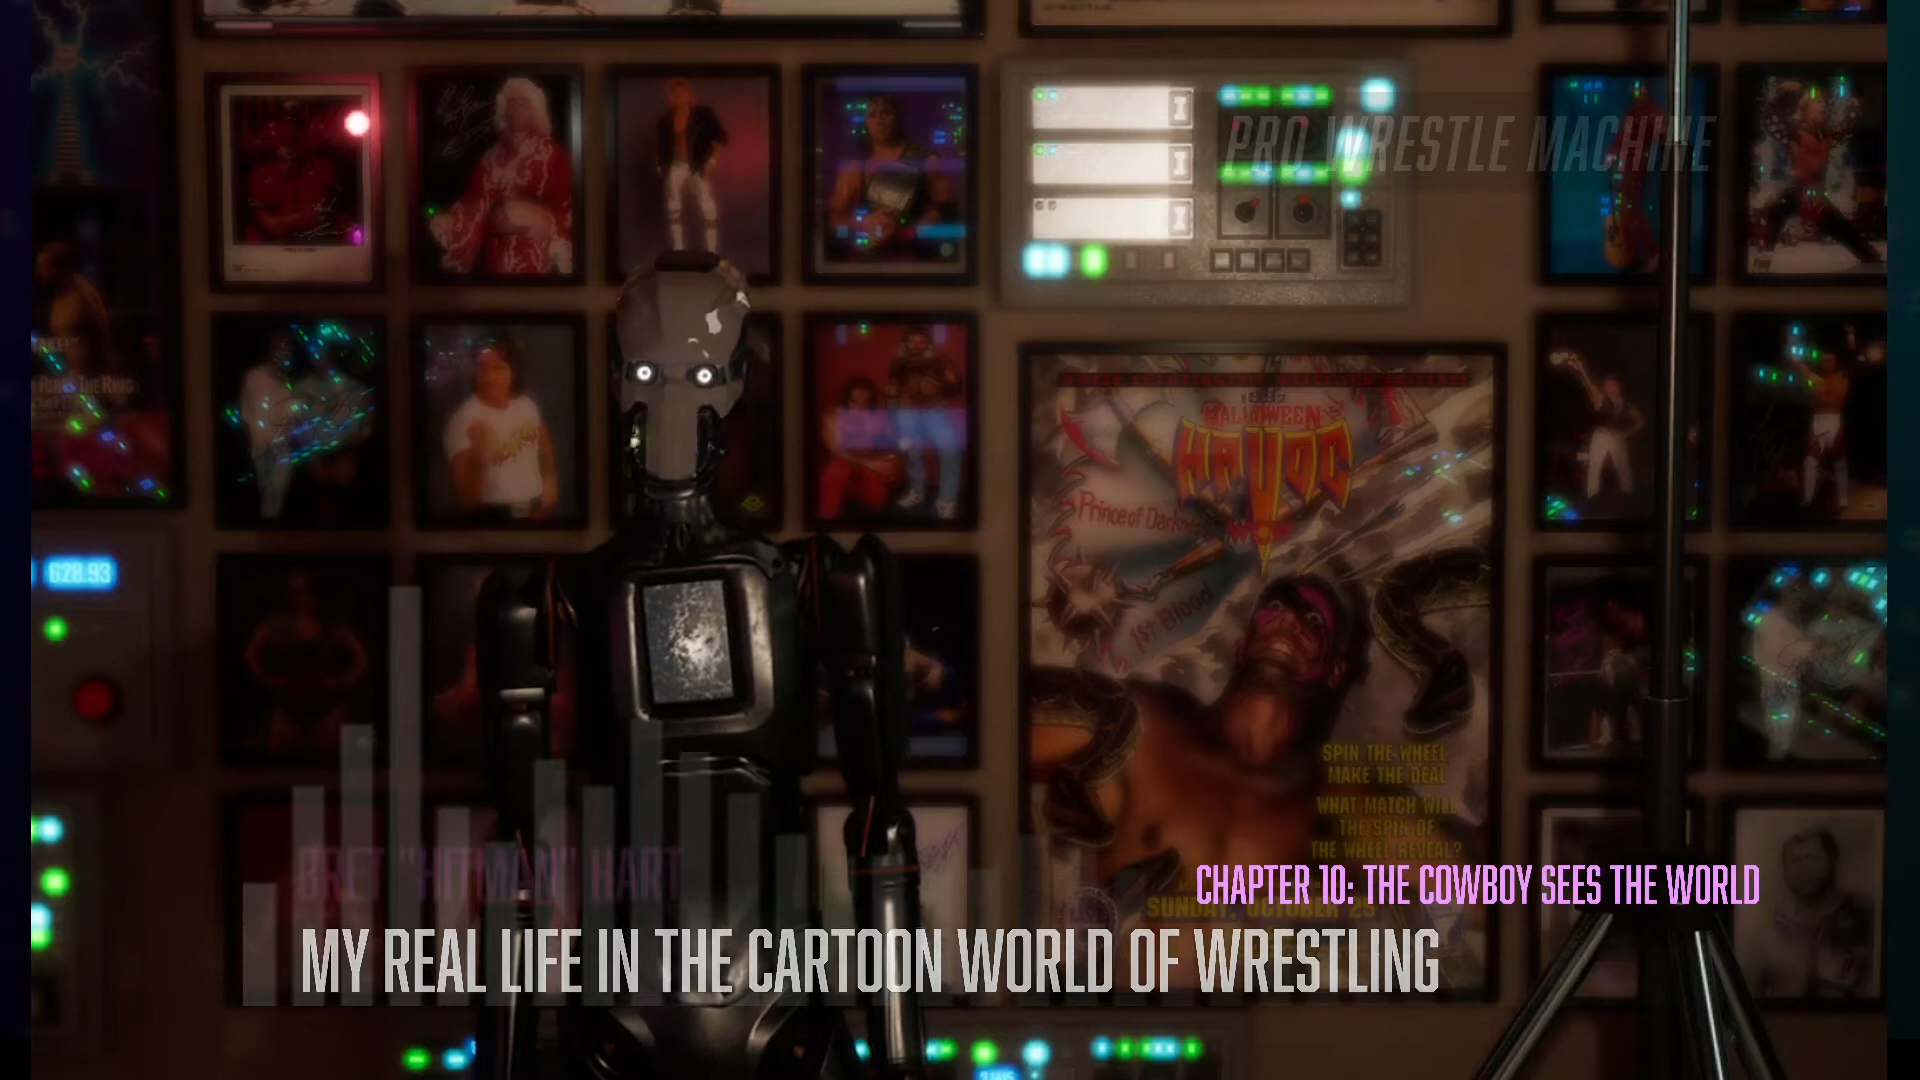 PRO WRESTLE MACHINE
628.93
1992
HALLOWEEN
HAVOC
Prince of Darkness
1st Blood
SPIN THE WHEEL
MAKE THE DEAL
WHAT MATCH WILL
THE SPIN OF
THE WHEEL REVEAL?
SUNDAY, OCTOBER 25
BRET "HITMAN" HART
CHAPTER 10: THE COWBOY SEES THE WORLD
MY REAL LIFE IN THE CARTOON WORLD OF WRESTLING